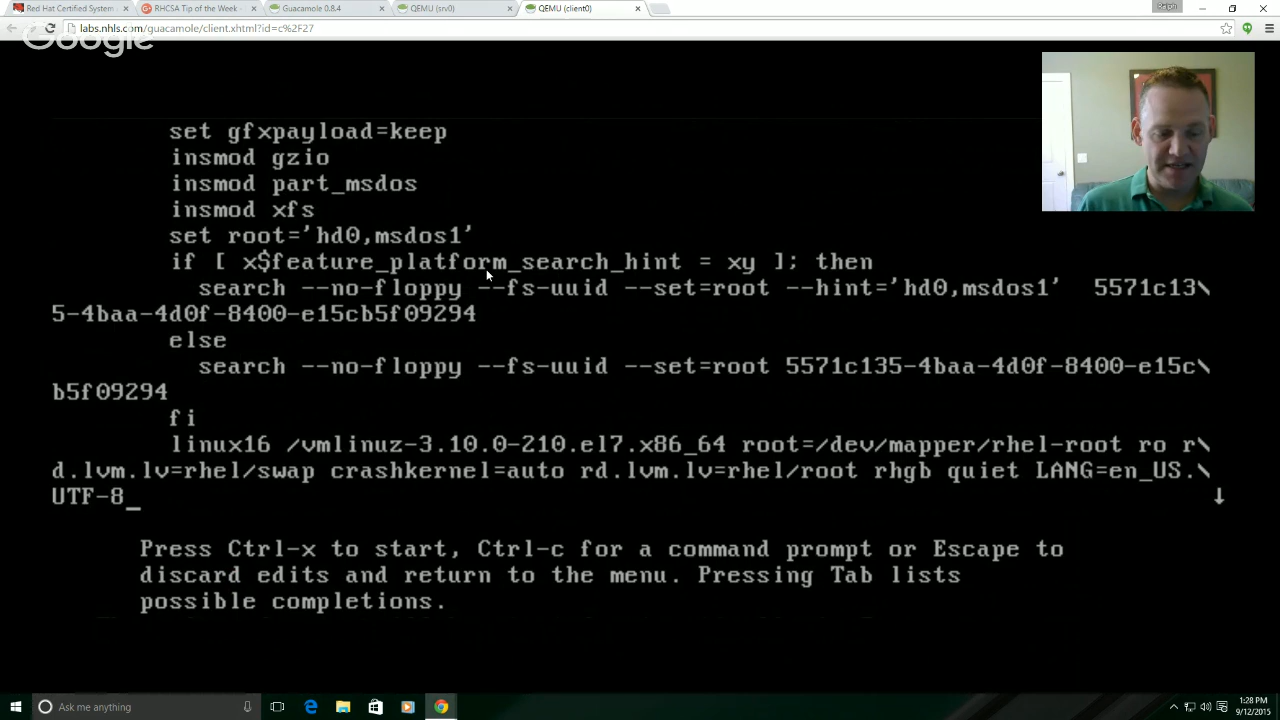 Red Hat Certified System
RHCSA Tip of the Week -
Guacamole 0.8.4
QEMU (srv0)
QEMU (client0)
Ralph
labs.nhls.com/guacamole/client.xhtml?id=c%2F27
Google
set gfxpayload=keep
insmod gzio
insmod part_msdos
insmod xfs
set root='hd0,msdos1'
if [ x$feature_platform_search_hint = xy ]; then
search --no-floppy --fs-uuid --set=root --hint='hd0,msdos1'  5571c13\
5-4baa-4d0f-8400-e15cb5f09294
else
search --no-floppy --fs-uuid --set=root 5571c135-4baa-4d0f-8400-e15c\
b5f09294
fi
linux16 /vmlinuz-3.10.0-210.el7.x86_64 root=/dev/mapper/rhel-root ro r\
d.lvm.lv=rhel/swap crashkernel=auto rd.lvm.lv=rhel/root rhgb quiet LANG=en_US.\
UTF-8_
Press Ctrl-x to start, Ctrl-c for a command prompt or Escape to
discard edits and return to the menu. Pressing Tab lists
possible completions.
Ask me anything
1:28 PM
9/12/2015